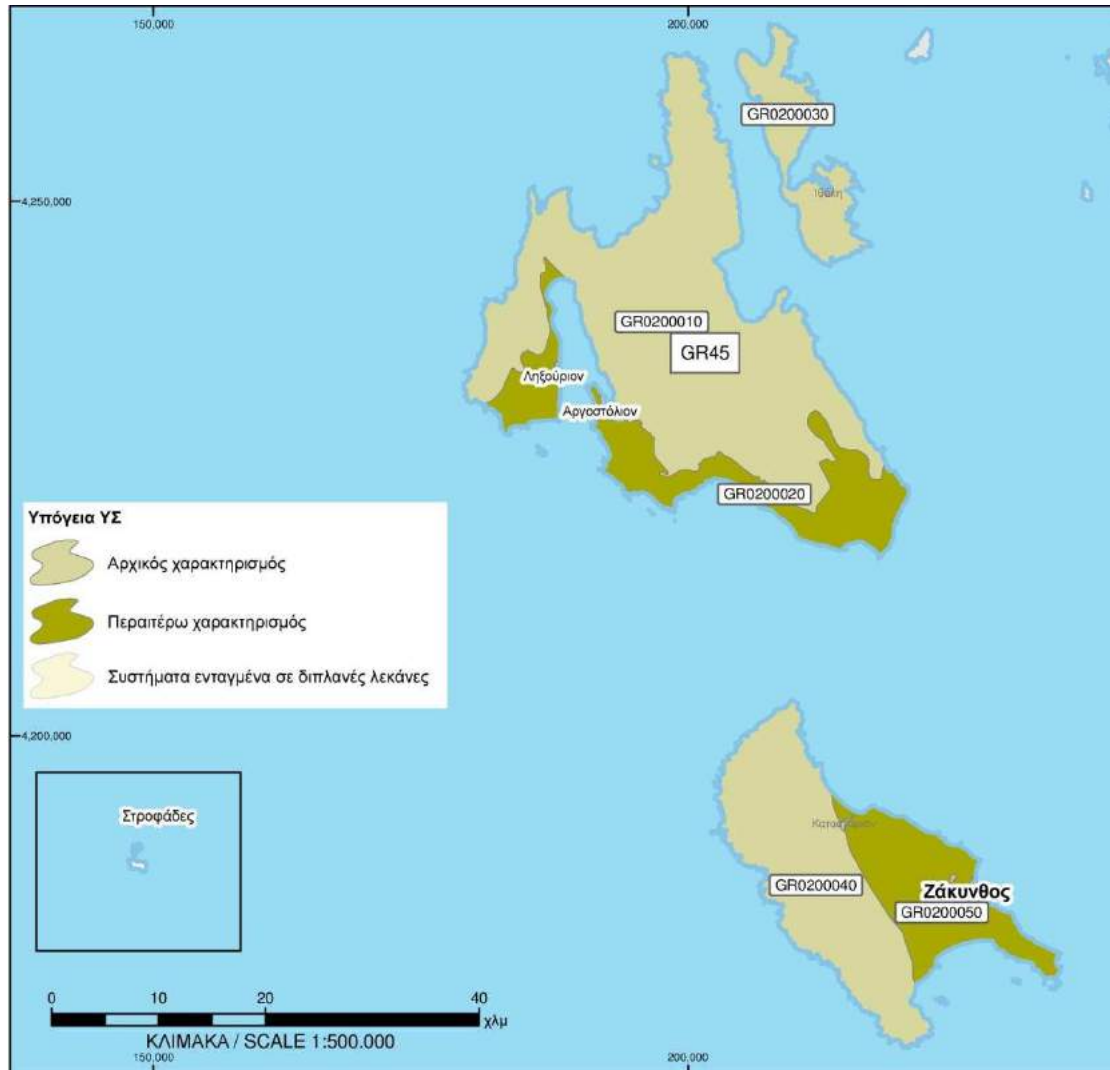 150,000
200,000
GR0200030
Ιθάκη
4,250,000
GR0200010
GR45
Ληξούριον
Αργοστόλιον
GR0200020
Υπόγεια ΥΣ
Αρχικός χαρακτηρισμός
Περαιτέρω χαρακτηρισμός
Συστήματα ενταγμένα σε διπλανές λεκάνες
4,200,000
Στροφάδες
GR0200040
Ζάκυνθος
GR0200050
0 10 20 40
χλμ
ΚΛΙΜΑΚΑ / SCALE 1:500.000
150,000
200,000